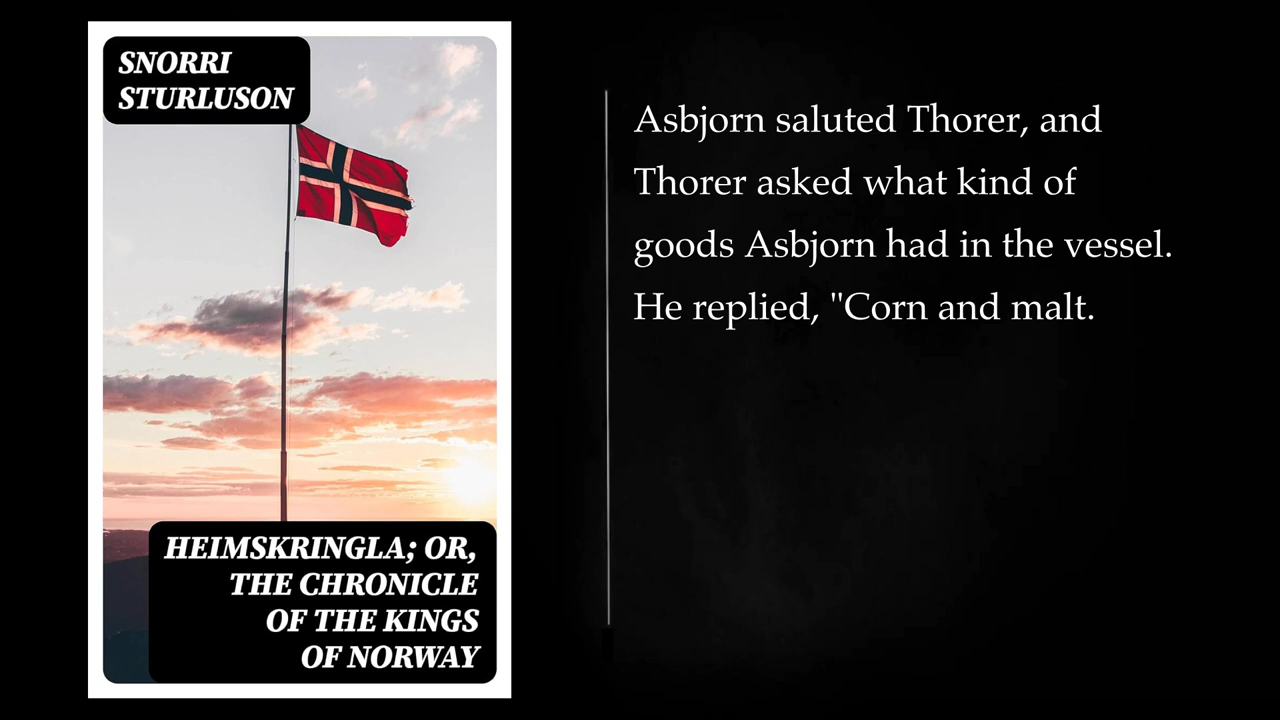 SNORRI
STURLUSON
HEIMSKRINGLA; OR,
THE CHRONICLE
OF THE KINGS
OF NORWAY
Asbjorn saluted Thorer, and
Thorer asked what kind of
goods Asbjorn had in the vessel.
He replied, "Corn and malt.